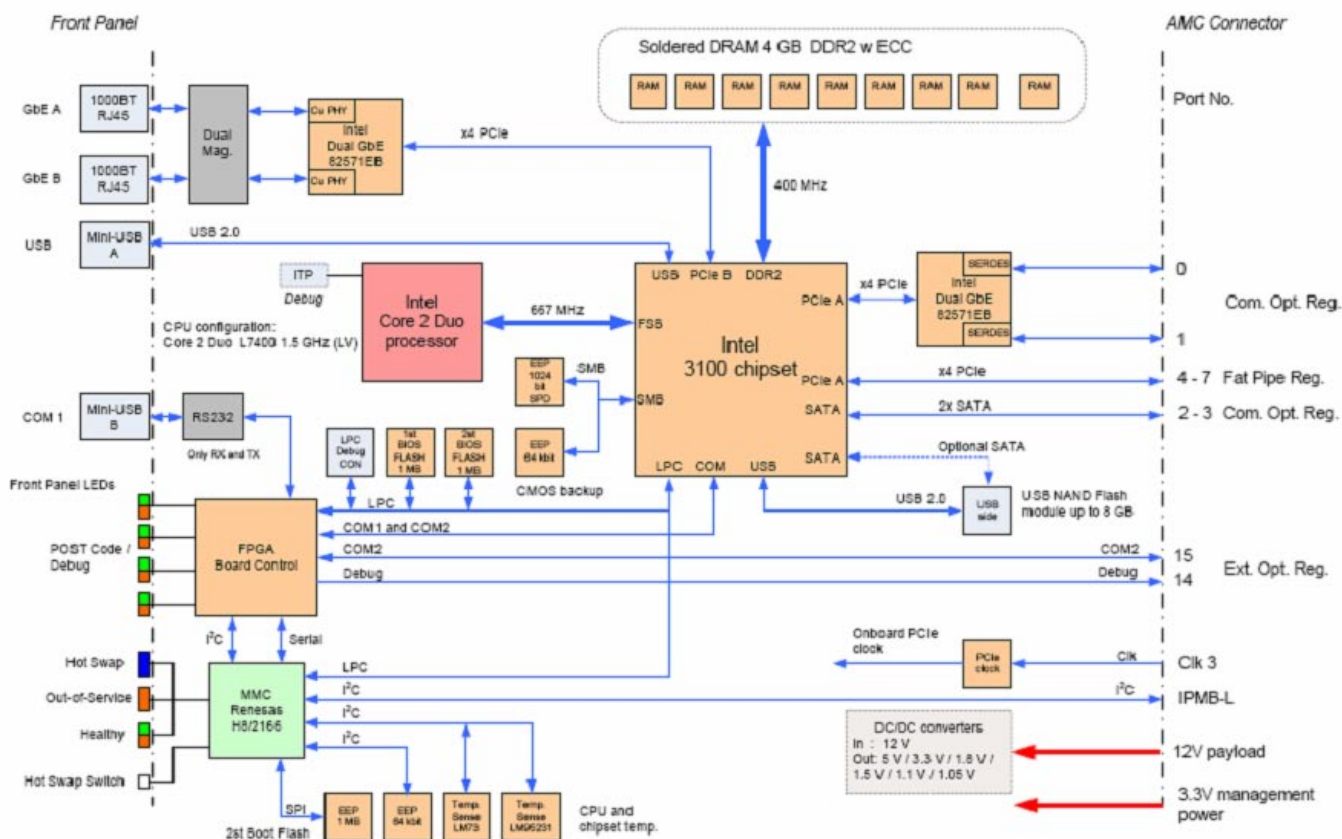 Front Panel
AMC Connector
Soldered DRAM 4 GB DDR2 w ECC
RAM RAM RAM RAM RAM RAM RAM RAM RAM
Port No.
GbE A
1000BT
RJ45
Dual
Mag.
Cu PHY
Intel
Dual GbE
82571EB
Cu PHY
x4 PCIe
GbE B
1000BT
RJ45
400 MHz
USB
Mini-USB
A
USB 2.0
ITP
Debug
Intel
Core 2 Duo
processor
CPU configuration:
Core 2 Duo L7400 1.5 GHz (LV)
667 MHz
USB PCIe B DDR2
PCIe A
FSB
Intel
3100 chipset
PCIe A
SMB
SATA
SATA
LPC COM USB
x4 PCIe
SERDES
Intel
Dual GbE
82571EB
SERDES
0
Com. Opt. Reg.
1
x4 PCIe
4 - 7 Fat Pipe Reg.
2x SATA
2 - 3 Com. Opt. Reg.
EEP
1024
bit
SPD
SMB
EEP
64 kbit
CMOS backup
COM 1
Mini-USB
B
RS232
Only RX and TX
LPC
Debug
CON
1st
BIOS
FLASH
1 MB
2st
BIOS
FLASH
1 MB
Optional SATA
USB 2.0
USB
side
USB NAND Flash
module up to 8 GB
Front Panel LEDs
LPC
COM 1 and COM2
POST Code /
Debug
FPGA
Board Control
COM2
COM2
15
Debug
Debug
14
Ext. Opt. Reg.
I²C
Serial
Onboard PCIe
clock
PCIe
clock
Clk
Clk 3
Hot Swap
LPC
Out-of-Service
MMC
Renesas
H8/2166
I²C
I²C
IPMB-L
Healthy
I²C
I²C
DC/DC converters
In : 12 V
Out: 5 V / 3.3 V / 1.8 V /
1.5 V / 1.1 V / 1.05 V
12V payload
Hot Swap Switch
SPI
2st Boot Flash
EEP
1 MB
EEP
64 kbit
Temp.
Sense
LM73
Temp.
Sense
LM95231
CPU and
chipset temp.
3.3V management
power